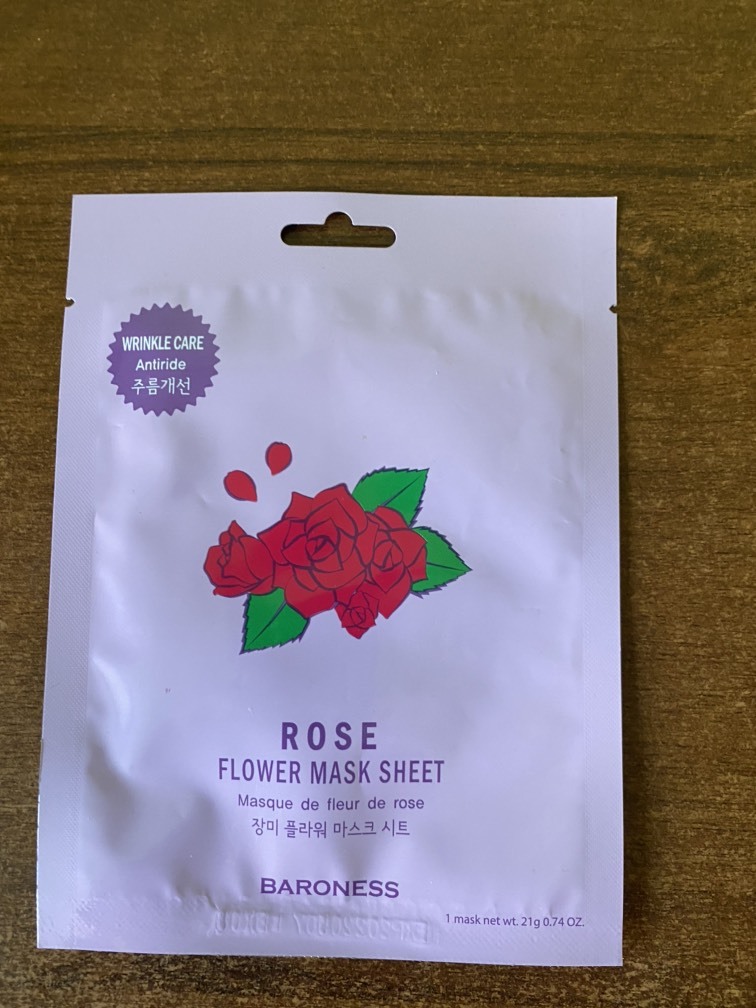 WRINKLE CARE
Antiride
주름개선
ROSE
FLOWER MASK SHEET
Masque de fleur de rose
장미 플라워 마스크 시트
BARONESS
1 mask net wt. 21g 0.74 OZ.